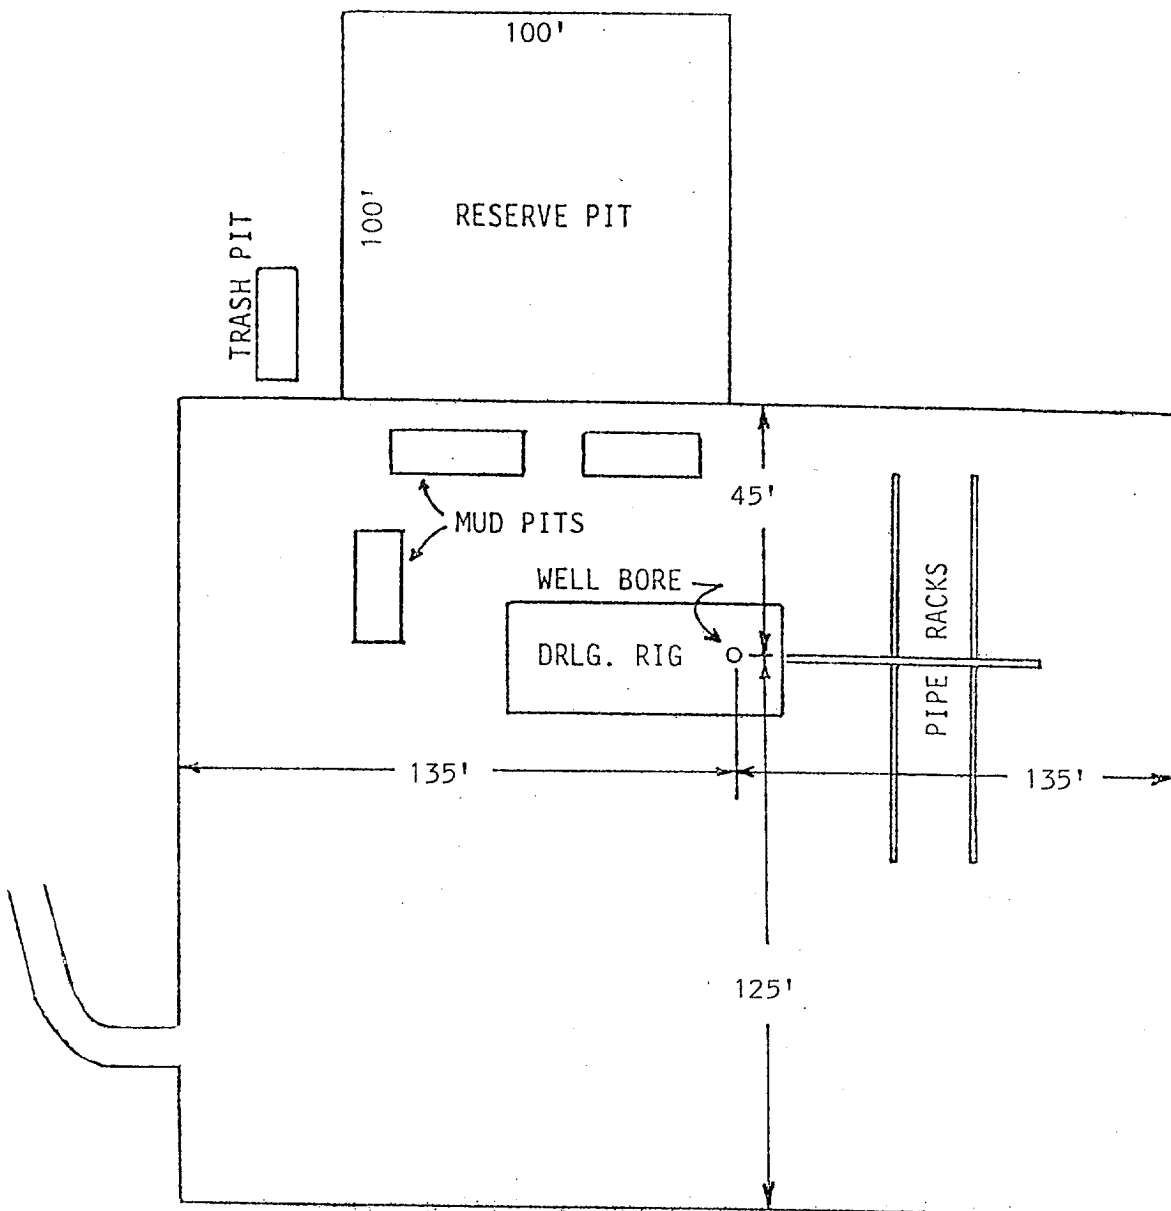 100'
100'
RESERVE PIT
TRASH PIT
45'
MUD PITS
WELL BORE
DRLG. RIG
PIPE RACKS
135'
135'
125'